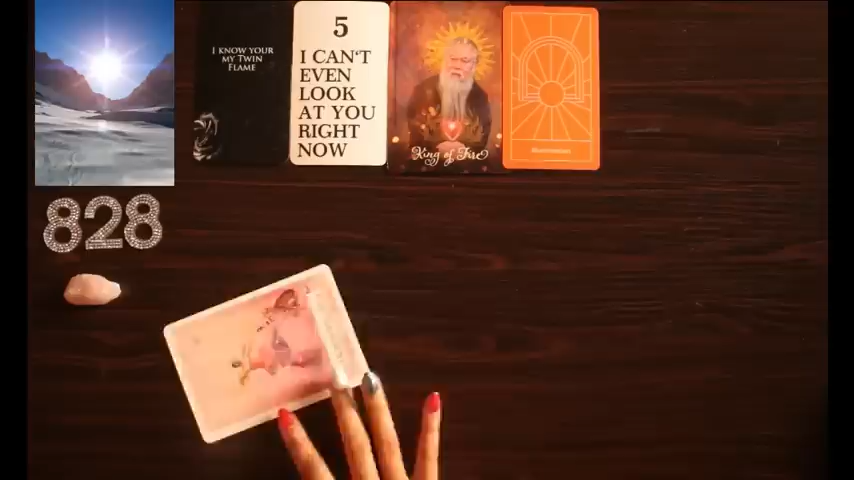 I KNOW YOUR
MY TWIN
FLAME
5
I CAN'T
EVEN
LOOK
AT YOU
RIGHT
NOW
King of Fire
828